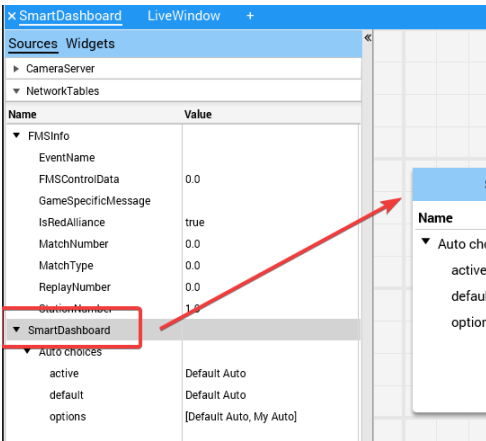 × SmartDashboard LiveWindow +
Sources Widgets «
▶ CameraServer
▼ NetworkTables
Name Value
▼ FMSInfo
EventName
FMSControlData 0.0
GameSpecificMessage
IsRedAlliance true
MatchNumber 0.0
MatchType 0.0
ReplayNumber 0.0
StationNumber 1.0
▼ SmartDashboard
▼ Auto choices
active Default Auto
default Default Auto
options [Default Auto, My Auto]
Name
▼ Auto cho
active
defaul
option